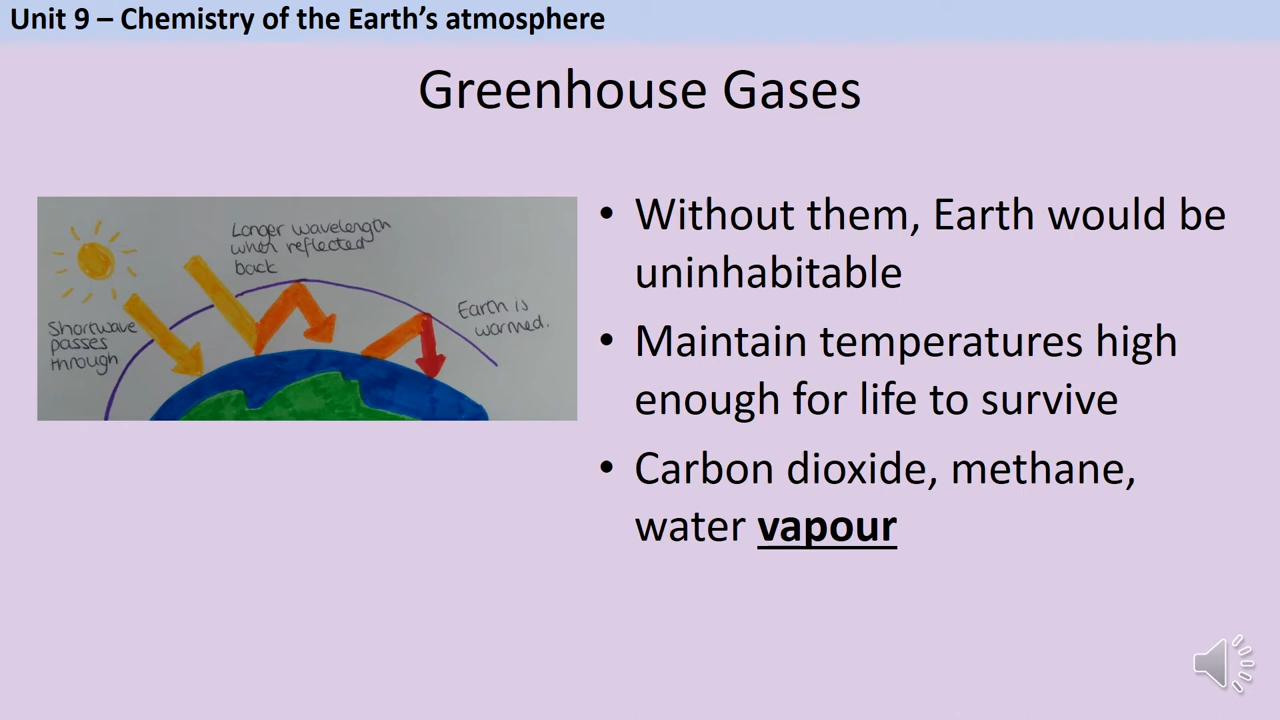 Unit 9 – Chemistry of the Earth’s atmosphere
Greenhouse Gases
Longer wavelength
when reflected
back
Shortwave
passes
through
Earth is
warmed.
• Without them, Earth would be
uninhabitable
• Maintain temperatures high
enough for life to survive
• Carbon dioxide, methane,
water vapour